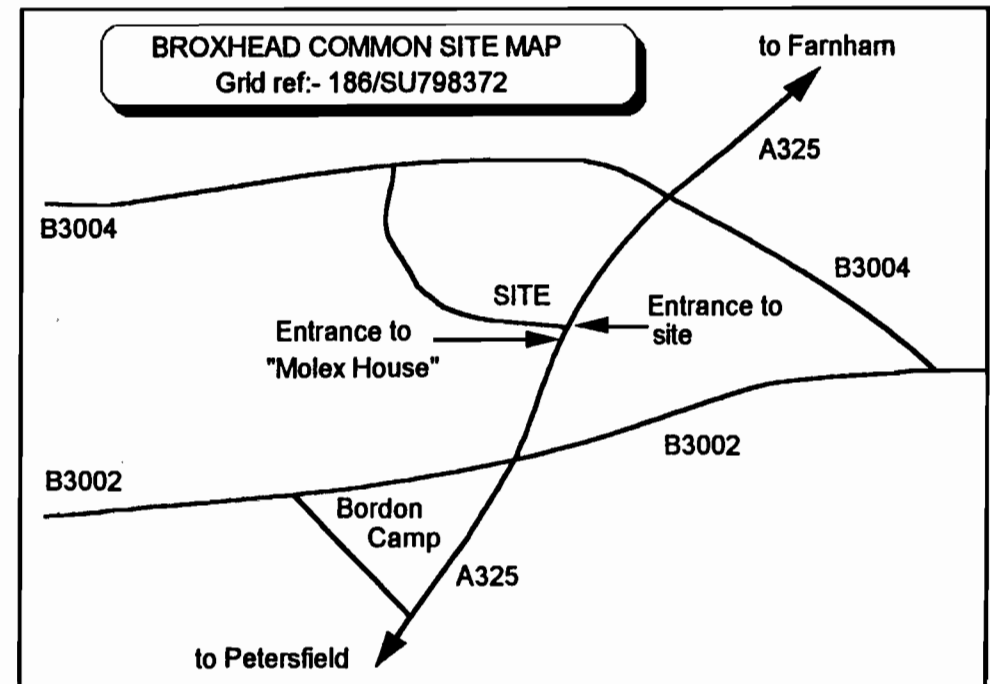 BROXHEAD COMMON SITE MAP
Grid ref:- 186/SU798372
to Farnham
A325
B3004
B3004
SITE
Entrance to
site
Entrance to
"Molex House"
B3002
B3002
Bordon
Camp
A325
to Petersfield